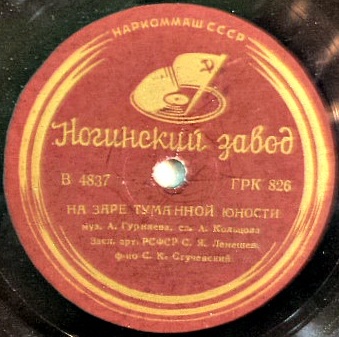 НАРКОММАШ СССР
Ногинский завод
В 4837 ГРК 826
НА ЗАРЕ ТУМАННОЙ ЮНОСТИ
муз. А. Гурилева, сл. А. Кольцова
Засл. арт. РСФСР С. Я. Лемешев,
ф-но С. К. Стучевский